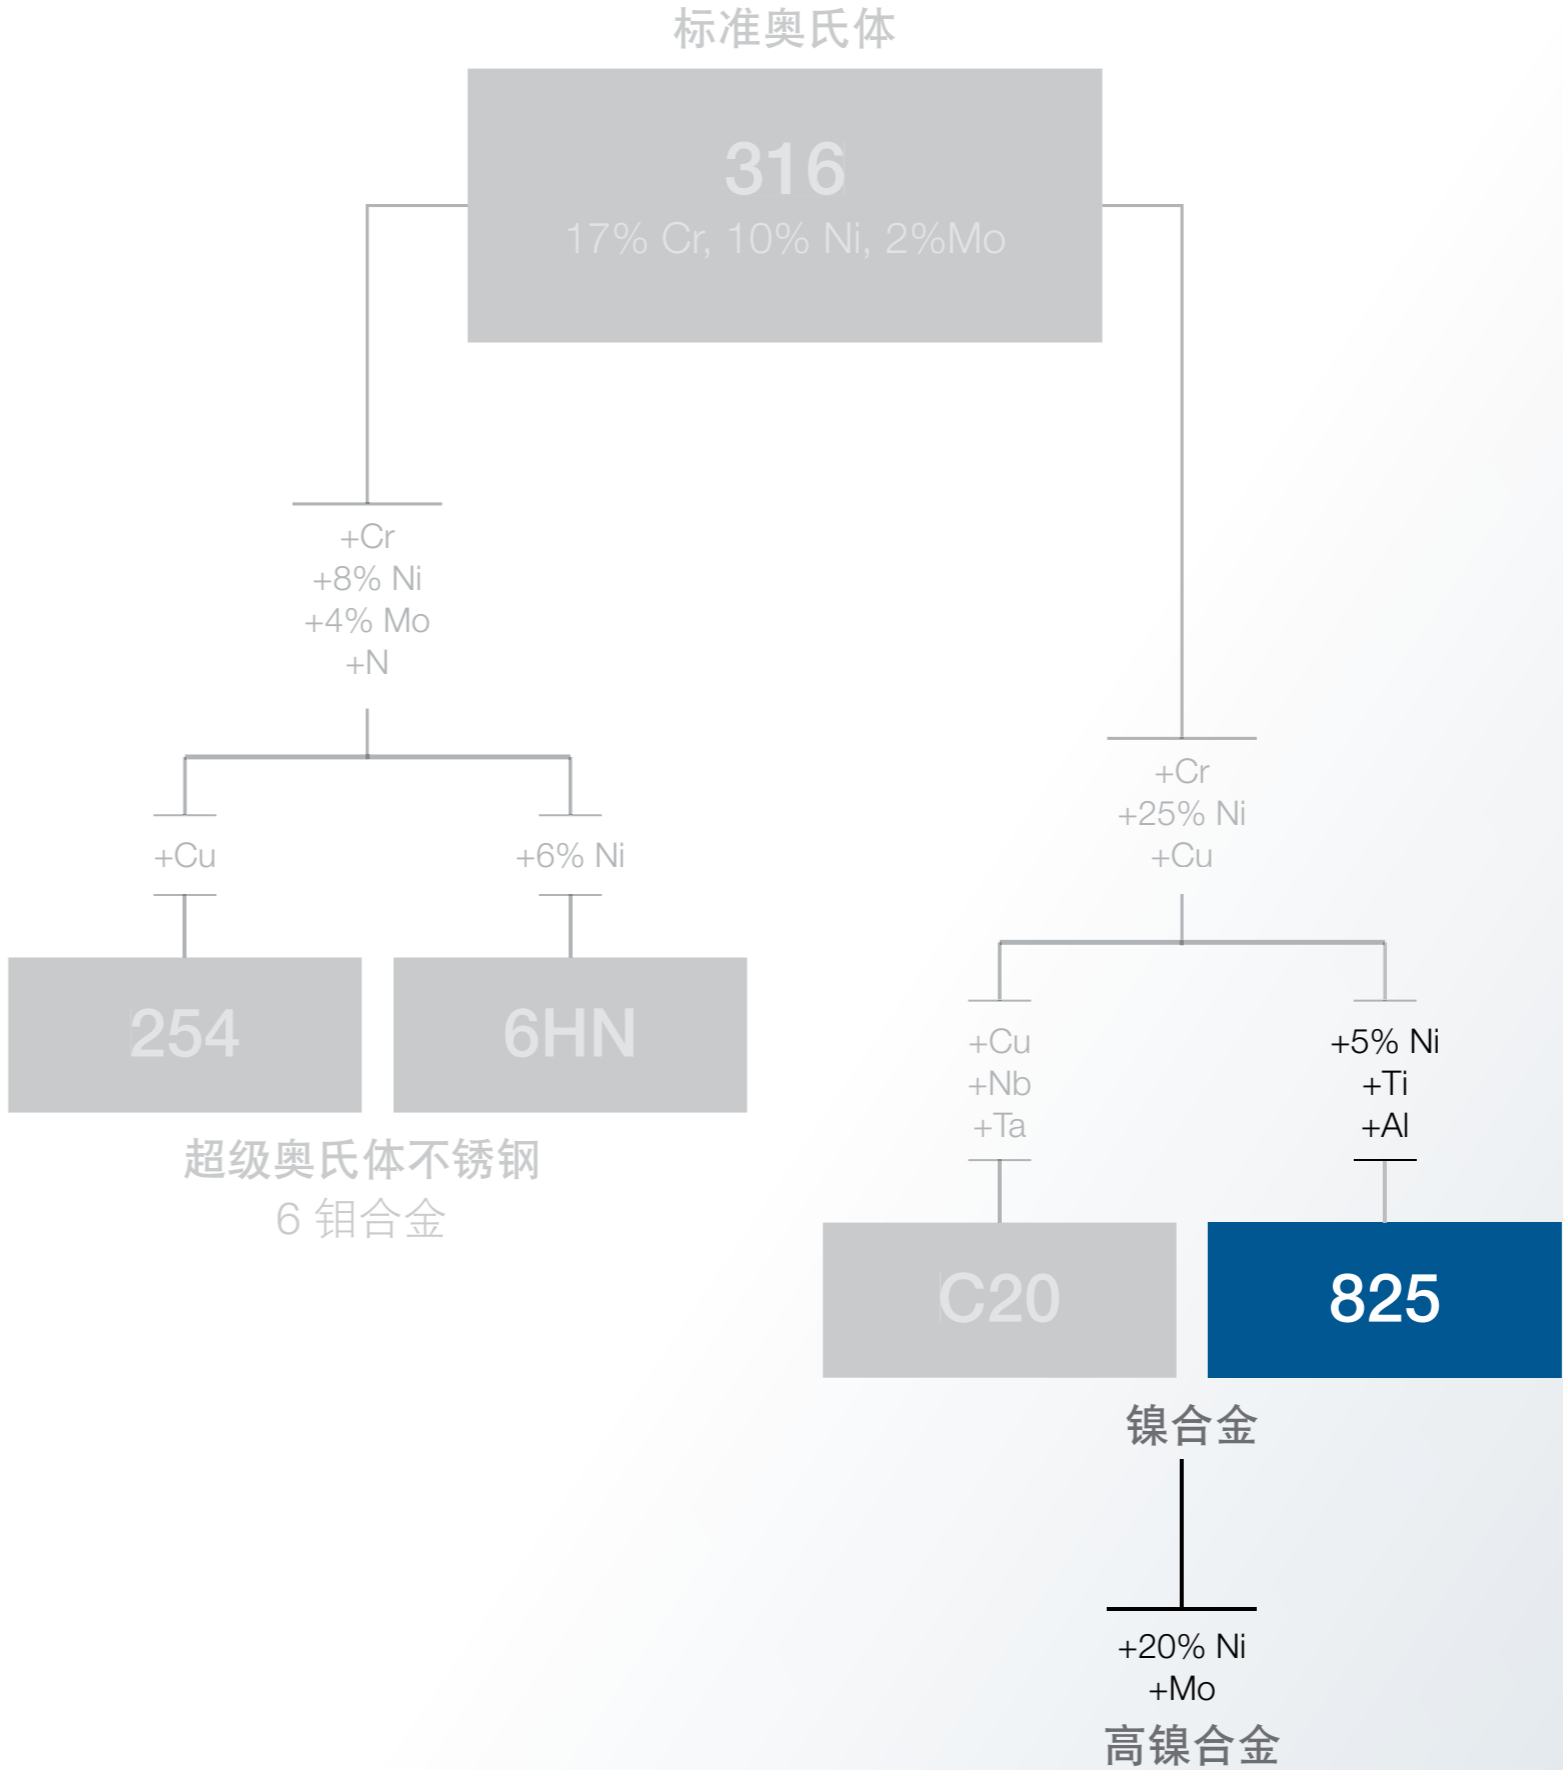 标准奥氏体
316
17% Cr, 10% Ni, 2%Mo
+Cr
+8% Ni
+4% Mo
+N
+Cu
+6% Ni
254
6HN
超级奥氏体不锈钢
6 钼合金
+Cr
+25% Ni
+Cu
+Cu
+Nb
+Ta
+5% Ni
+Ti
+Al
C20
825
镍合金
+20% Ni
+Mo
高镍合金